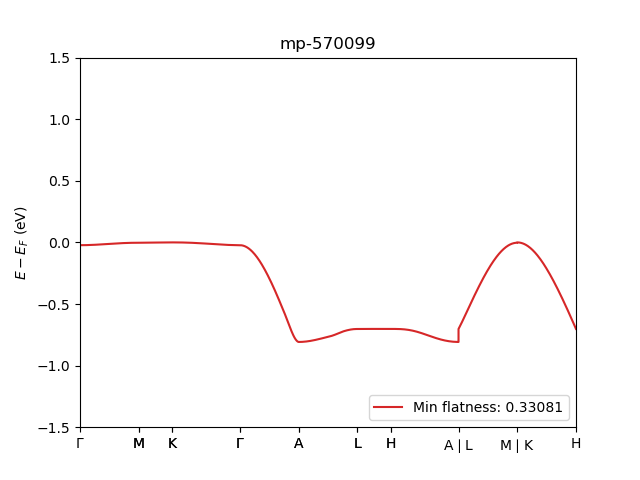 mp-570099
E − E_F (eV)
1.5
1.0
0.5
0.0
−0.5
−1.0
−1.5
Min flatness: 0.33081
Γ M K Γ A L H A | L M | K H